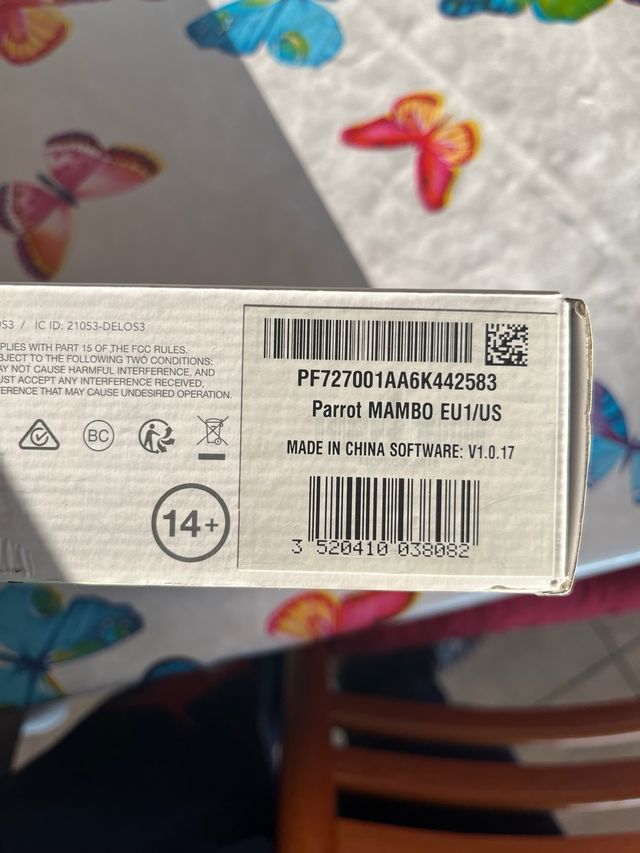 S3 / IC ID: 21053-DELOS3
PLIES WITH PART 15 OF THE FCC RULES.
BJECT TO THE FOLLOWING TWO CONDITIONS:
AY NOT CAUSE HARMFUL INTERFERENCE, AND
UST ACCEPT ANY INTERFERENCE RECEIVED,
ERENCE THAT MAY CAUSE UNDESIRED OPERATION.
BC
14+
PF727001AA6K442583
Parrot MAMBO EU1/US
MADE IN CHINA SOFTWARE: V1.0.17
3 520410 038082